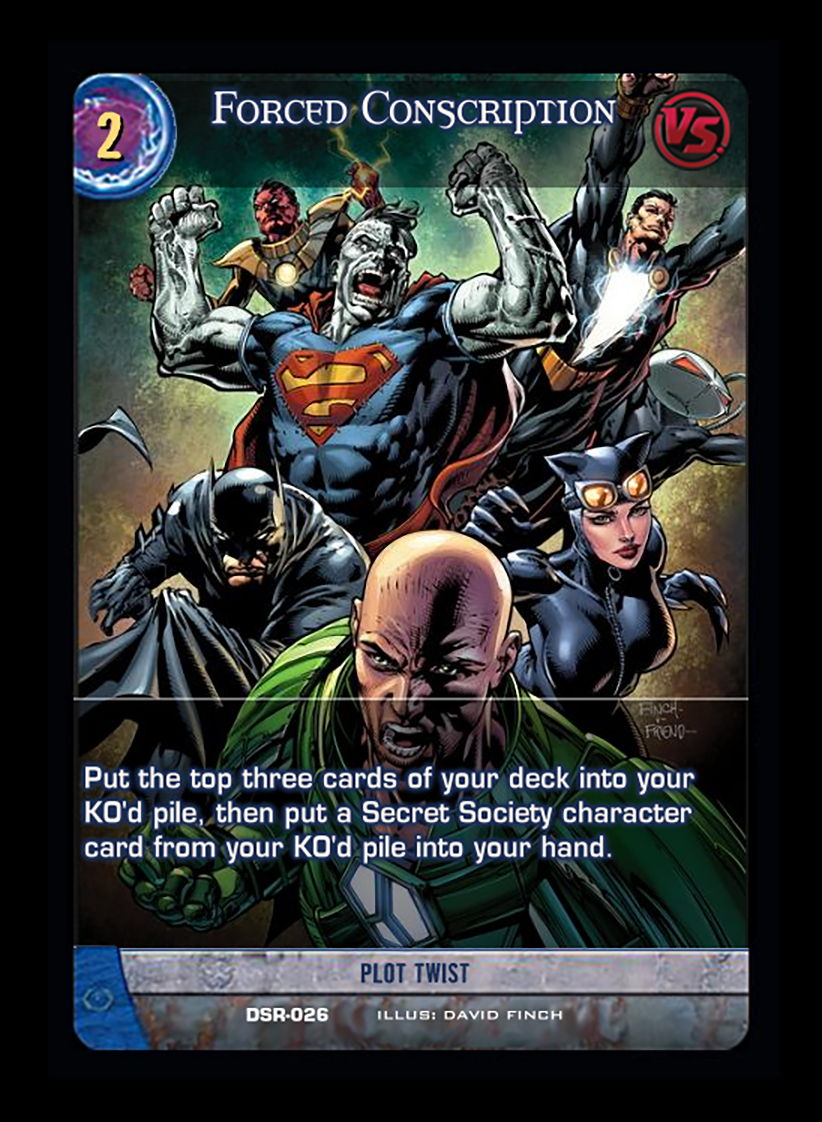 2
Forced Conscription
VS.
FINCH-
FRIEND
Put the top three cards of your deck into your
KO'd pile, then put a Secret Society character
card from your KO'd pile into your hand.
PLOT TWIST
DSR-026 ILLUS: DAVID FINCH